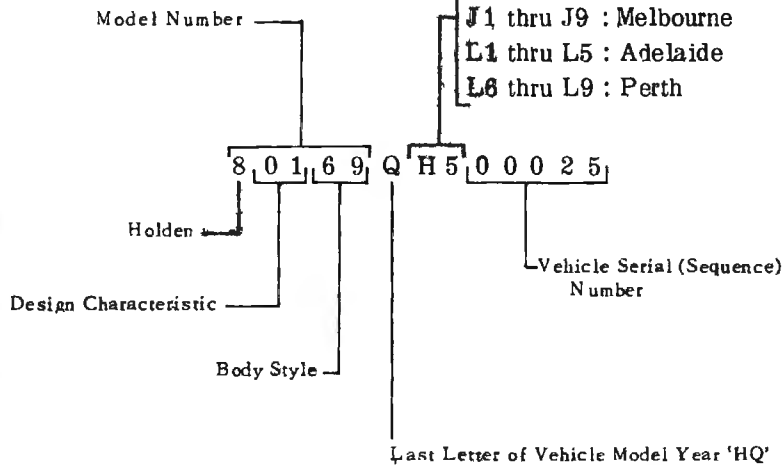 Model Number
J1 thru J9 : Melbourne
L1 thru L5 : Adelaide
L6 thru L9 : Perth
8 0 1 6 9 Q H 5 0 0 0 2 5
Holden
Vehicle Serial (Sequence)
Number
Design Characteristic
Body Style
Last Letter of Vehicle Model Year 'HQ'